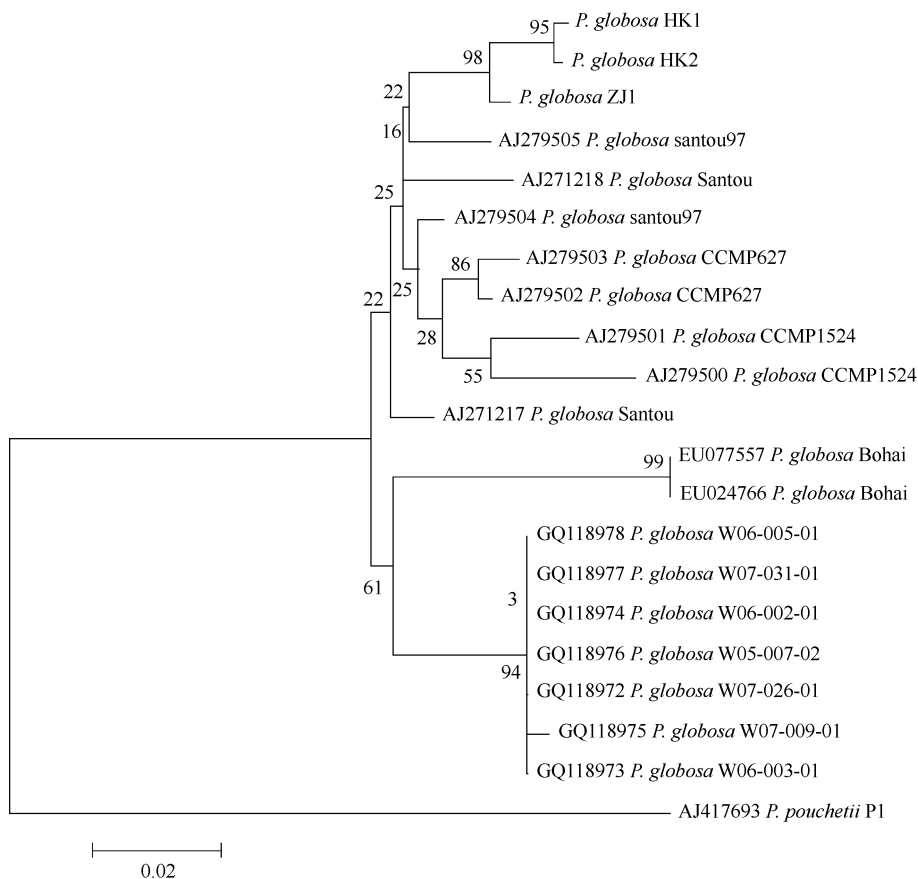 95
P. globosa HK1
P. globosa HK2
98
P. globosa ZJ1
22
16
AJ279505 P. globosa santou97
AJ271218 P. globosa Santou
25
AJ279504 P. globosa santou97
86
AJ279503 P. globosa CCMP627
25
AJ279502 P. globosa CCMP627
22
28
AJ279501 P. globosa CCMP1524
55
AJ279500 P. globosa CCMP1524
AJ271217 P. globosa Santou
99
EU077557 P. globosa Bohai
EU024766 P. globosa Bohai
GQ118978 P. globosa W06-005-01
GQ118977 P. globosa W07-031-01
61
3
GQ118974 P. globosa W06-002-01
GQ118976 P. globosa W05-007-02
94
GQ118972 P. globosa W07-026-01
GQ118975 P. globosa W07-009-01
GQ118973 P. globosa W06-003-01
AJ417693 P. pouchetii P1
0.02